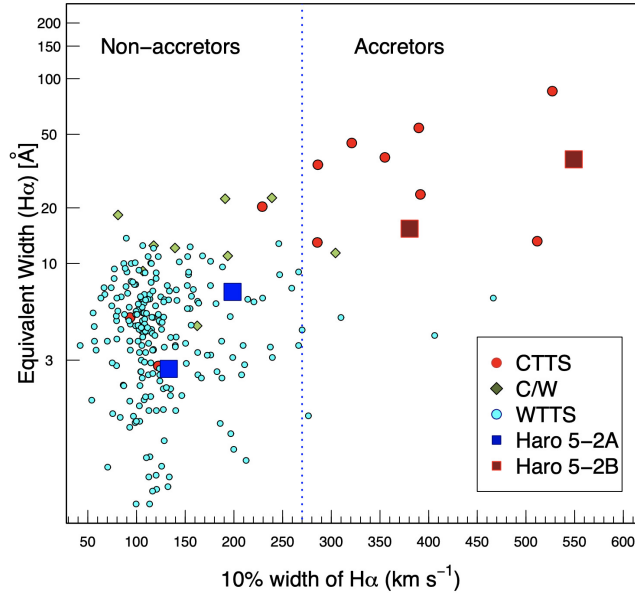 Non−accretors Accretors
Equivalent Width (Hα) [Å]
200
150
100
50
20
10
3
CTTS
C/W
WTTS
Haro 5−2A
Haro 5−2B
50 100 150 200 250 300 350 400 450 500 550 600
10% width of Hα (km s⁻¹)